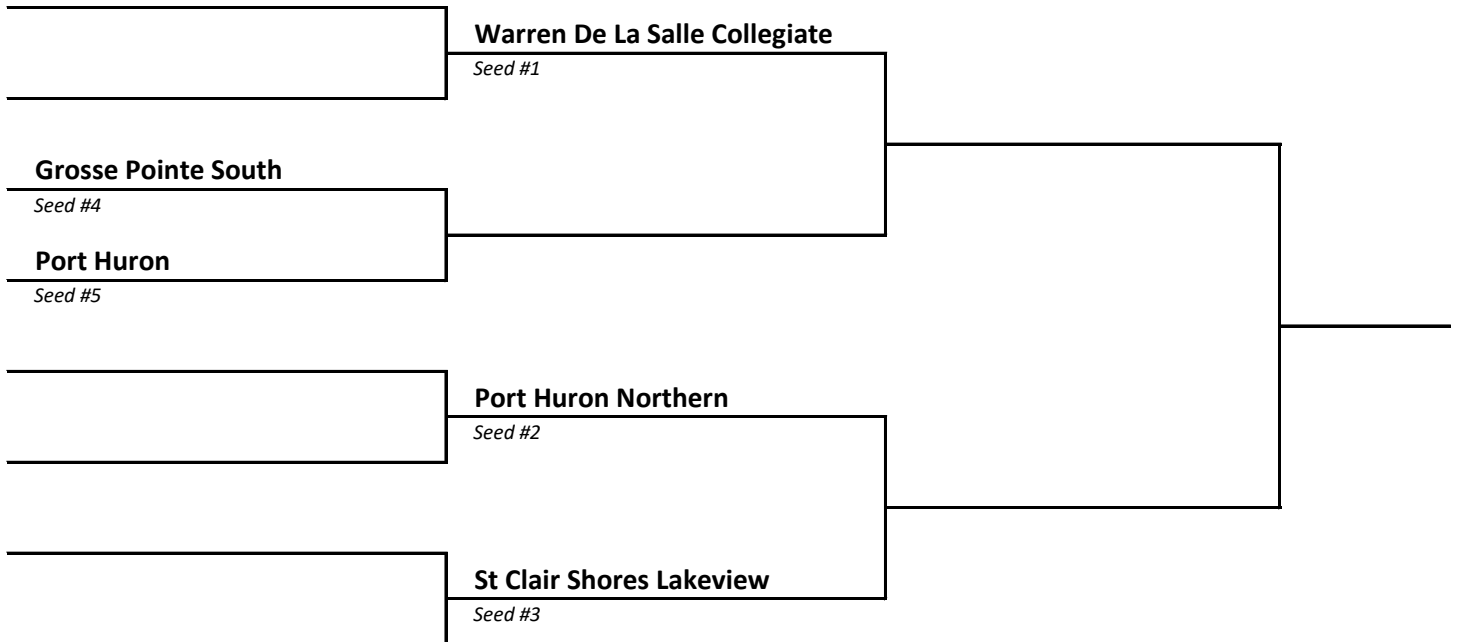 Warren De La Salle Collegiate
Seed #1
Grosse Pointe South
Seed #4
Port Huron
Seed #5
Port Huron Northern
Seed #2
St Clair Shores Lakeview
Seed #3